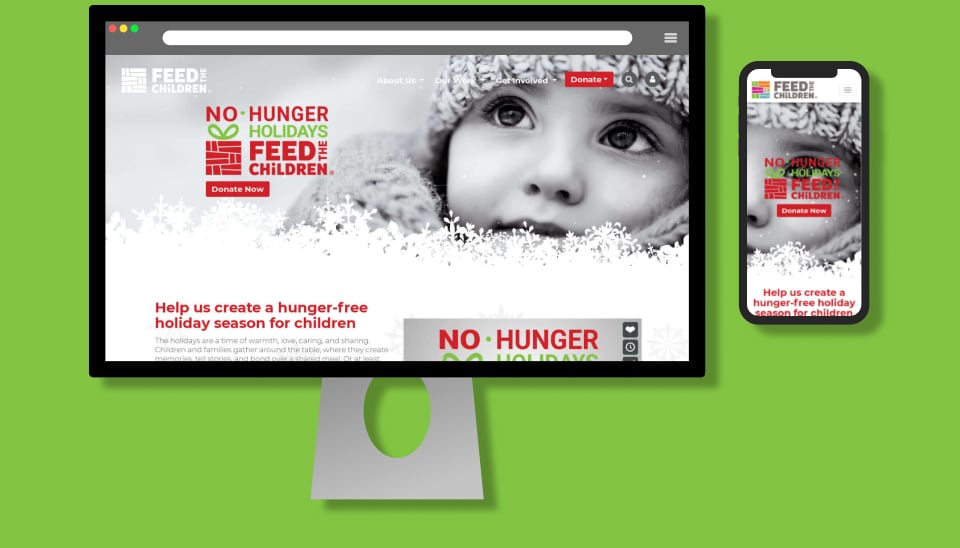 FEED THE
CHiLDREN®
About Us
Our Work
Get Involved
Donate
NO·HUNGER
HOLIDAYS
FEED THE
CHiLDREN®
Donate Now
Help us create a hunger-free
holiday season for children
The holidays are a time of warmth, love, caring, and sharing.
Children and families gather around the table, where they create
memories, tell stories, and bond over a shared meal. Or at least,
NO·HUNGER
HOLIDAYS
FEED THE
CHiLDREN®
NO·HUNGER
HOLIDAYS
FEED THE
CHiLDREN®
Donate Now
Help us create a
hunger-free holiday
season for children